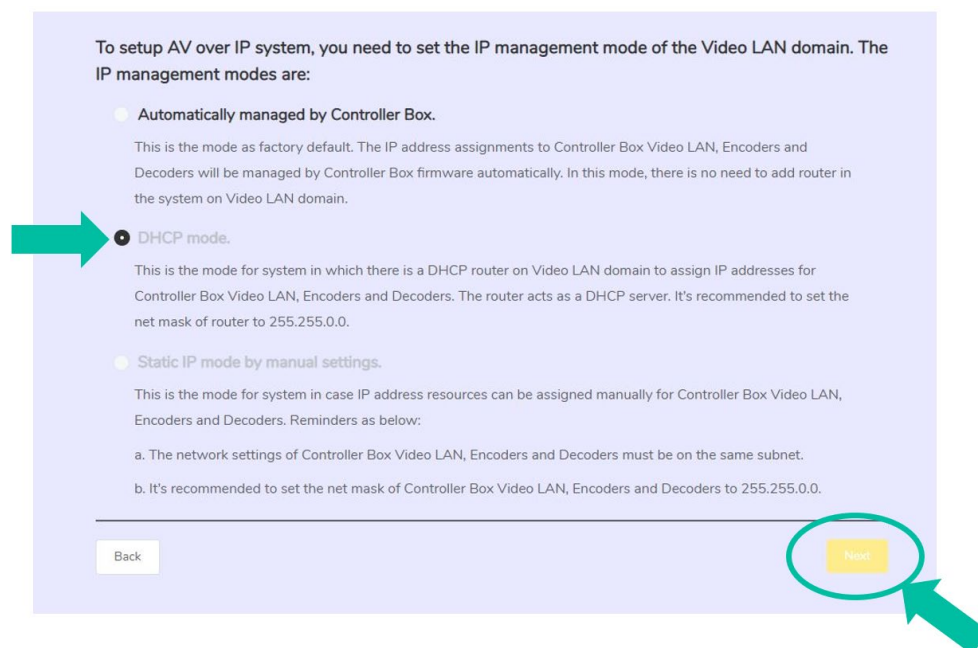 To setup AV over IP system, you need to set the IP management mode of the Video LAN domain. The
IP management modes are:
Automatically managed by Controller Box.
This is the mode as factory default. The IP address assignments to Controller Box Video LAN, Encoders and
Decoders will be managed by Controller Box firmware automatically. In this mode, there is no need to add router in
the system on Video LAN domain.
DHCP mode.
This is the mode for system in which there is a DHCP router on Video LAN domain to assign IP addresses for
Controller Box Video LAN, Encoders and Decoders. The router acts as a DHCP server. It's recommended to set the
net mask of router to 255.255.0.0.
Static IP mode by manual settings.
This is the mode for system in case IP address resources can be assigned manually for Controller Box Video LAN,
Encoders and Decoders. Reminders as below:
a. The network settings of Controller Box Video LAN, Encoders and Decoders must be on the same subnet.
b. It's recommended to set the net mask of Controller Box Video LAN, Encoders and Decoders to 255.255.0.0.
Back
Next